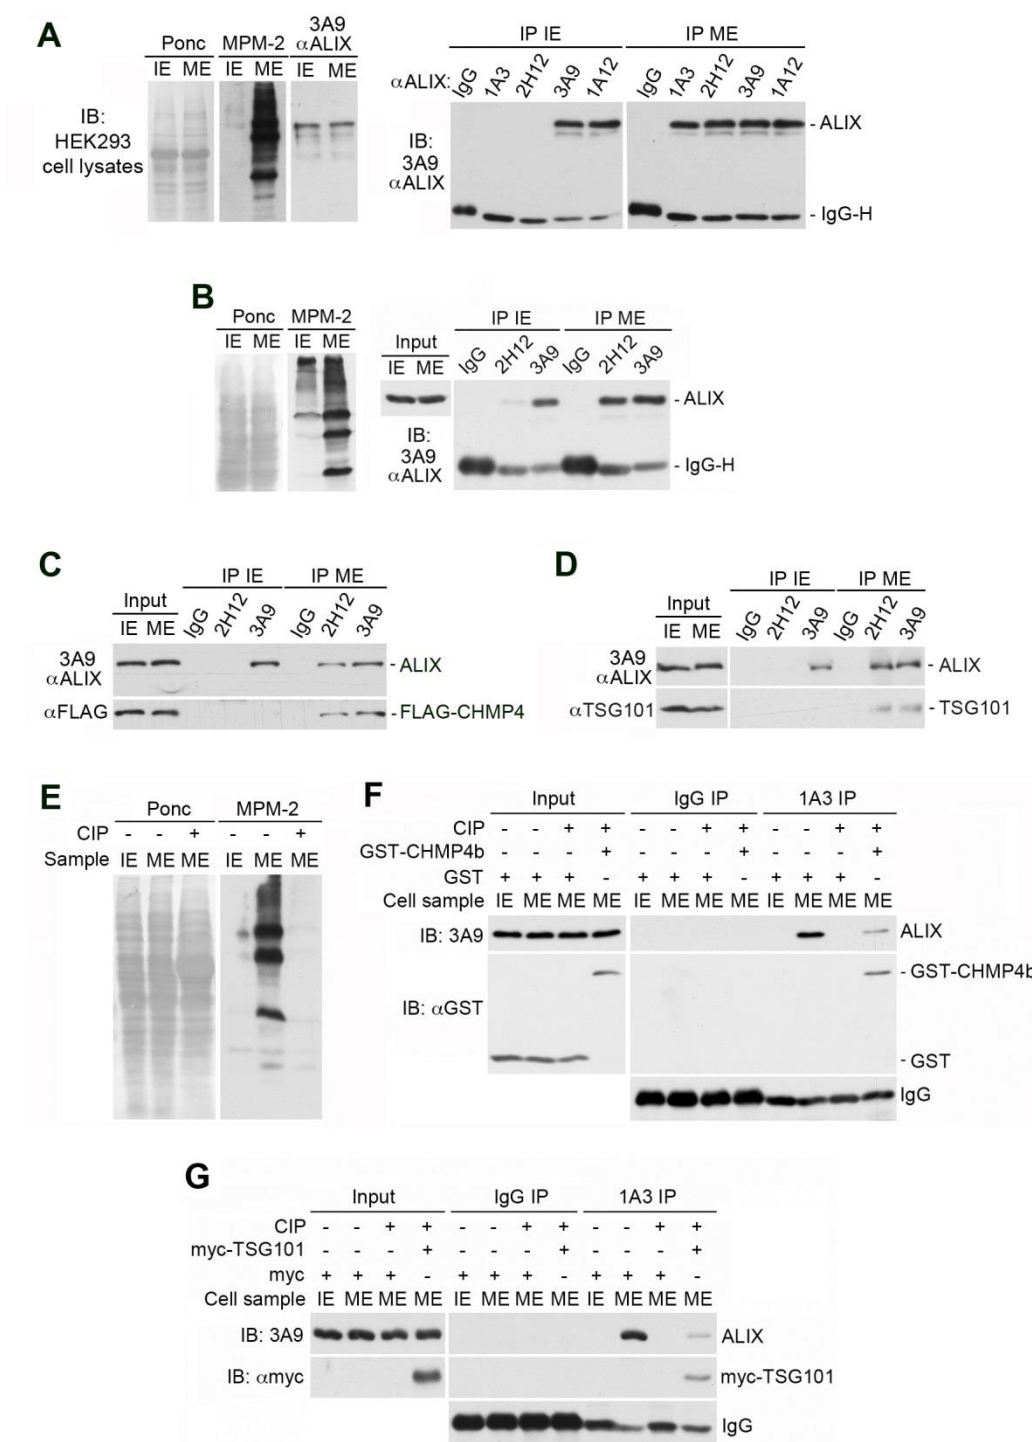 A
Ponc MPM-2 3A9 αALIX
IE ME IE ME IE ME
IB: HEK293 cell lysates
IP IE IP ME
αALIX: IgG 1A3 2H12 3A9 1A12 IgG 1A3 2H12 3A9 1A12
IB: 3A9 αALIX
- ALIX
- IgG-H
B
Ponc MPM-2
IE ME IE ME
Input IP IE IP ME
IE ME IgG 2H12 3A9 IgG 2H12 3A9
IB: 3A9 αALIX
- ALIX
- IgG-H
C
Input IP IE IP ME
IE ME IgG 2H12 3A9 IgG 2H12 3A9
3A9 αALIX - ALIX
αFLAG - FLAG-CHMP4
D
Input IP IE IP ME
IE ME IgG 2H12 3A9 IgG 2H12 3A9
3A9 αALIX - ALIX
αTSG101 - TSG101
E
Ponc MPM-2
CIP - - + - - +
Sample IE ME ME IE ME ME
F
Input IgG IP 1A3 IP
CIP - - + + - - + + - - + +
GST-CHMP4b - - - + - - - + - - - +
GST + + + - + + + - + + + -
Cell sample IE ME ME ME IE ME ME ME IE ME ME ME
IB: 3A9 ALIX
- GST-CHMP4b
IB: αGST
- GST
IgG
G
Input IgG IP 1A3 IP
CIP - - + + - - + + - - + +
myc-TSG101 - - - + - - - + - - - +
myc + + + - + + + - + + + -
Cell sample IE ME ME ME IE ME ME ME IE ME ME ME
IB: 3A9 ALIX
IB: αmyc myc-TSG101
IgG